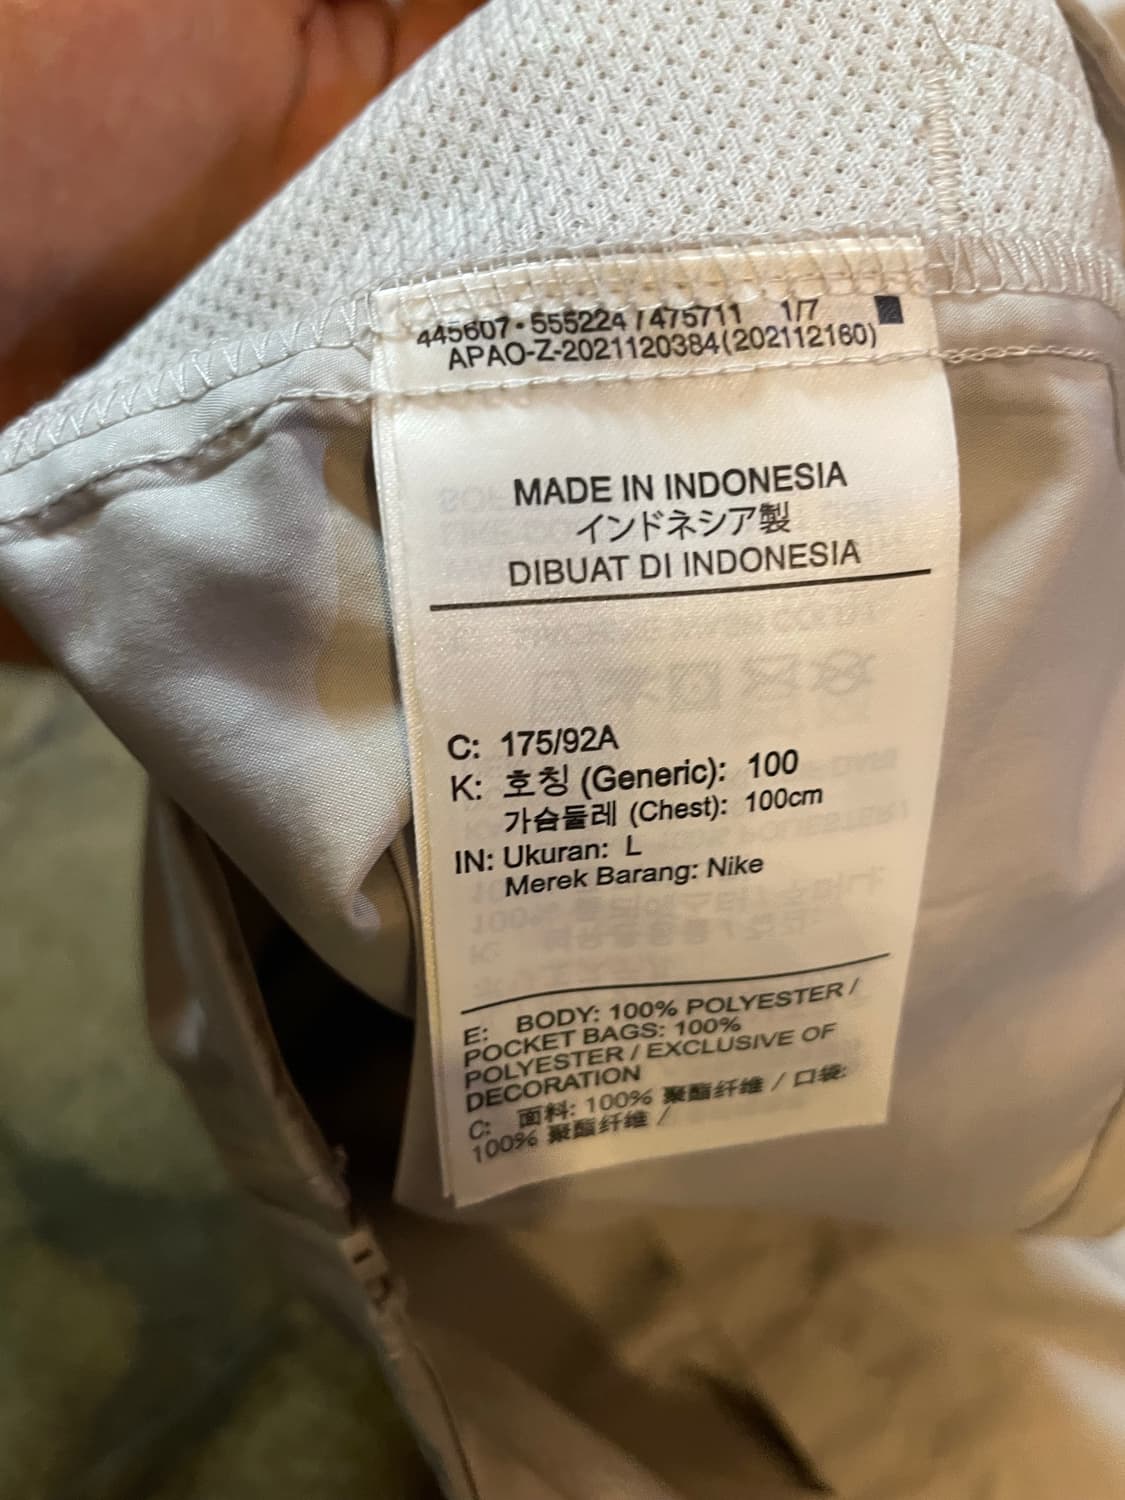 445607-555224 / 475711 1/7
APAO-Z-2021120384(202112160)
MADE IN INDONESIA
インドネシア製
DIBUAT DI INDONESIA
C: 175/92A
K: 호칭 (Generic): 100
가슴둘레 (Chest): 100cm
IN: Ukuran: L
Merek Barang: Nike
E: BODY: 100% POLYESTER /
POCKET BAGS: 100%
POLYESTER / EXCLUSIVE OF
DECORATION
C: 面料: 100% 聚酯纤维 / 口袋:
100% 聚酯纤维 /